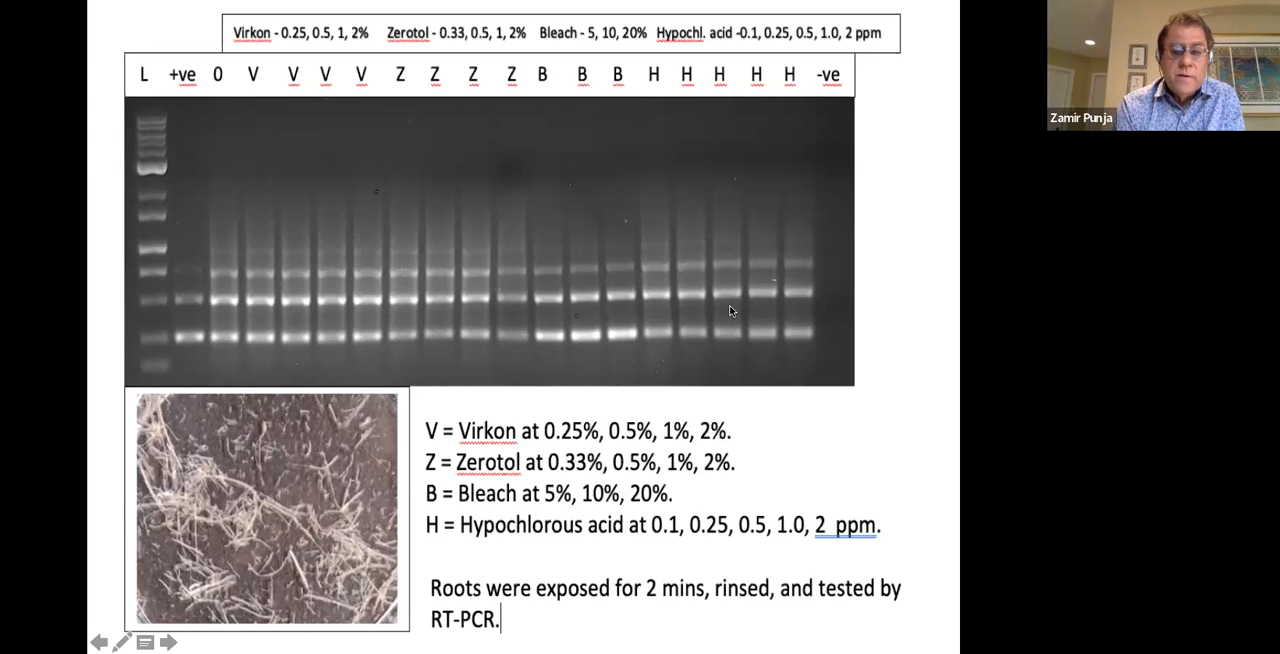 Virkon - 0.25, 0.5, 1, 2% Zerotol - 0.33, 0.5, 1, 2% Bleach - 5, 10, 20% Hypochl. acid -0.1, 0.25, 0.5, 1.0, 2 ppm
L +ve 0 V V V V Z Z Z Z B B B H H H H H -ve
Zamir Punja
V = Virkon at 0.25%, 0.5%, 1%, 2%.
Z = Zerotol at 0.33%, 0.5%, 1%, 2%.
B = Bleach at 5%, 10%, 20%.
H = Hypochlorous acid at 0.1, 0.25, 0.5, 1.0, 2 ppm.
Roots were exposed for 2 mins, rinsed, and tested by
RT-PCR.